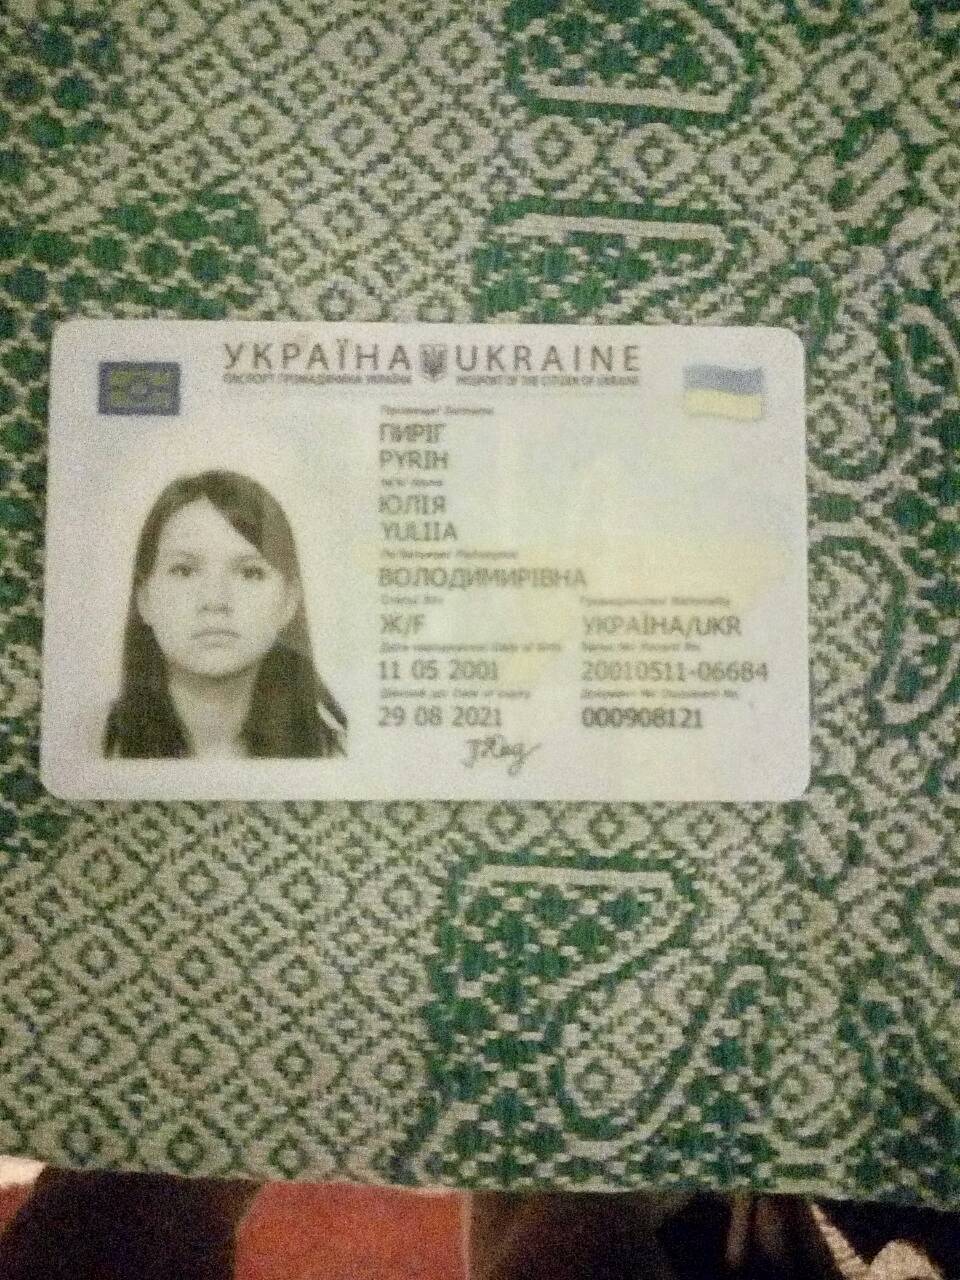 УКРАЇНА UKRAINE
ПАСПОРТ ГРОМАДЯНИНА УКРАЇНИ PASSPORT OF THE CITIZEN OF UKRAINE
Прізвище/ Surname
ПИРІГ
PYRIH
Ім'я/ Name
ЮЛІЯ
YULIIA
По батькові/ Patronymic
ВОЛОДИМИРІВНА
Стать/ Sex Громадянство/ Nationality
Ж/F УКРАЇНА/UKR
Дата народження/ Date of birth Запис №/ Record No.
11 05 2001 20010511-06684
Дійсний до/ Date of expiry Документ №/ Document No.
29 08 2021 000908121